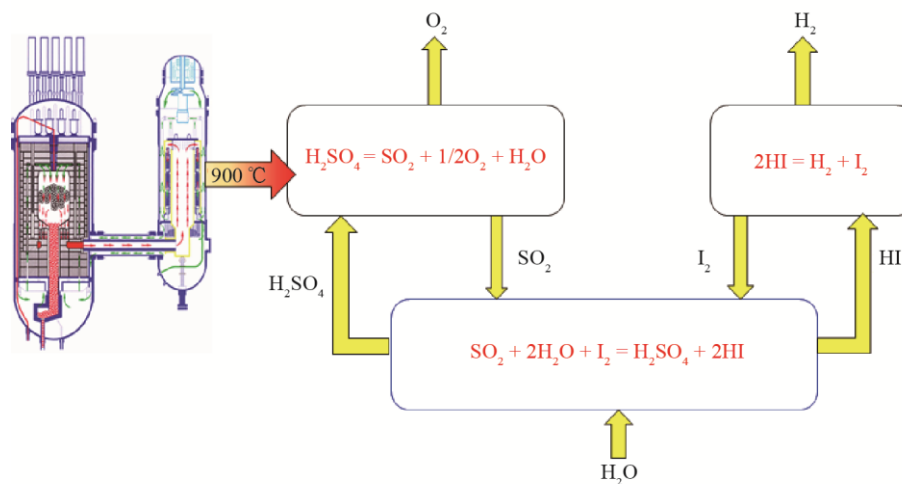 O₂
H₂
H₂SO₄ = SO₂ + 1/2O₂ + H₂O
2HI = H₂ + I₂
900 ℃
SO₂
I₂
HI
H₂SO₄
SO₂ + 2H₂O + I₂ = H₂SO₄ + 2HI
H₂O